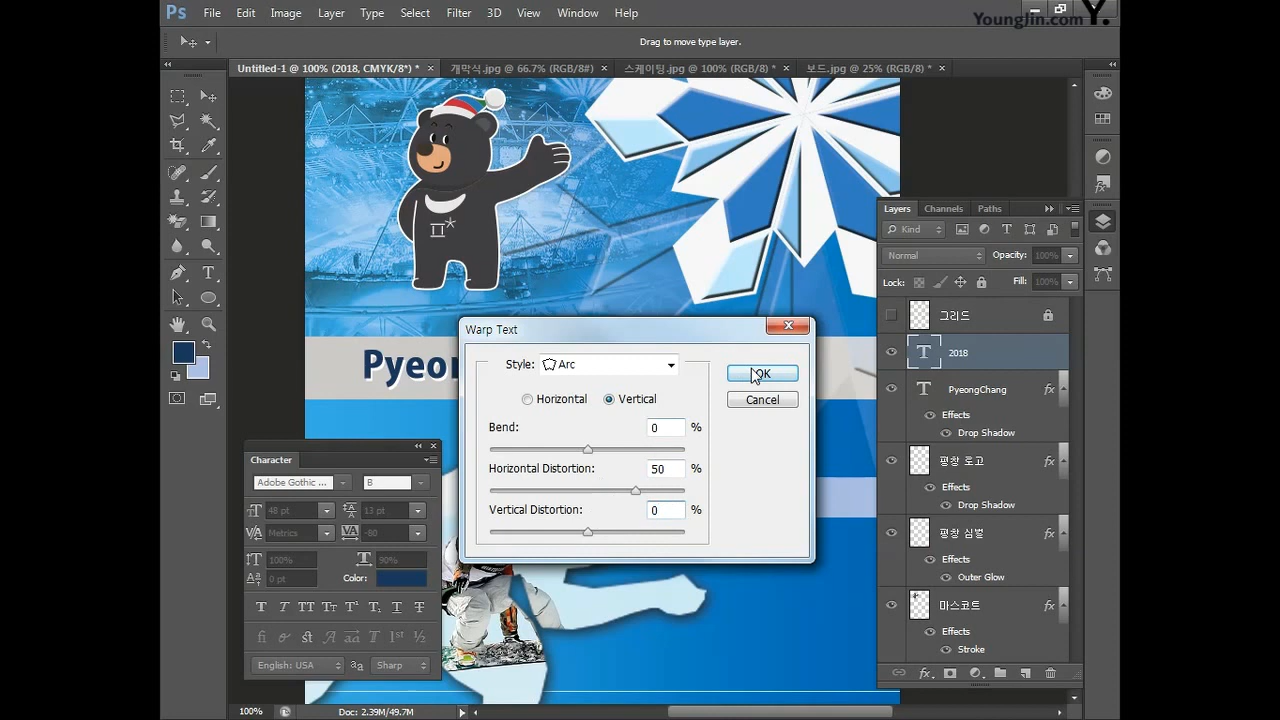 Ps File Edit Image Layer Type Select Filter 3D View Window Help
YoungJin.com Y.
Drag to move type layer.
Untitled-1 @ 100% (2018, CMYK/8*) * × 개막식.jpg @ 66.7% (RGB/8#) × 스케이팅.jpg @ 100% (RGB/8) * × 보드.jpg @ 25% (RGB/8) * ×
Layers Channels Paths
Kind
Normal Opacity: 100%
Lock: Fill: 100%
그리드
T 2018
T PyeongChang fx
Effects
Drop Shadow
평창 로고 fx
Effects
Drop Shadow
평창 심벌 fx
Effects
Outer Glow
마스코트 fx
Effects
Stroke
ㅍ*
Pyeon
Warp Text
Style: Arc
OK
Horizontal Vertical
Cancel
Bend: 0 %
Horizontal Distortion: 50 %
Vertical Distortion: 0 %
Character
Adobe Gothic ... B
48 pt 13 pt
Metrics -80
100% 90%
0 pt Color:
English: USA Sharp
100% Doc: 2.39M/49.7M